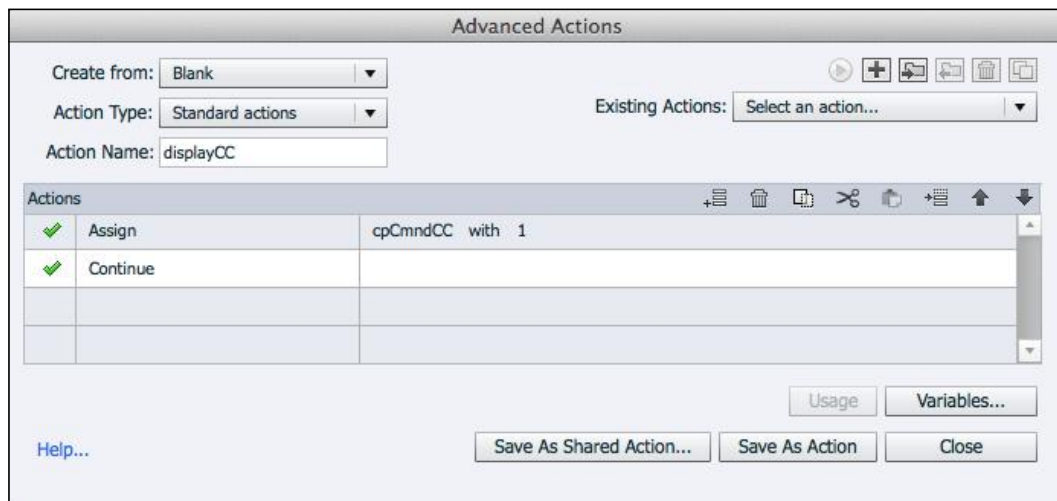 Advanced Actions
Create from: Blank
Action Type: Standard actions
Existing Actions: Select an action...
Action Name: displayCC
Actions
Assign cpCmndCC with 1
Continue
Usage Variables...
Help... Save As Shared Action... Save As Action Close